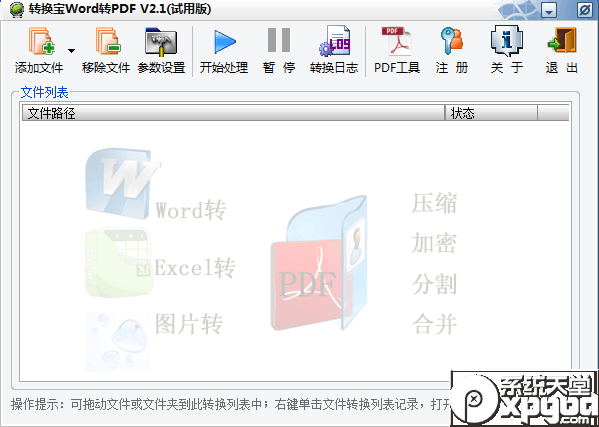 转换宝Word转PDF V2.1(试用版)
添加文件 移除文件 参数设置 开始处理 暂 停 转换日志 PDF工具 注 册 关 于 退 出
LOG
PDF
文件列表
文件路径 状态
W
Word转
压缩
加密
Excel转
PDF
分割
图片转
合并
操作提示：可拖动文件或文件夹到此转换列表中；右键单击文件转换列表记录，打开
系统天堂
xpgod.com